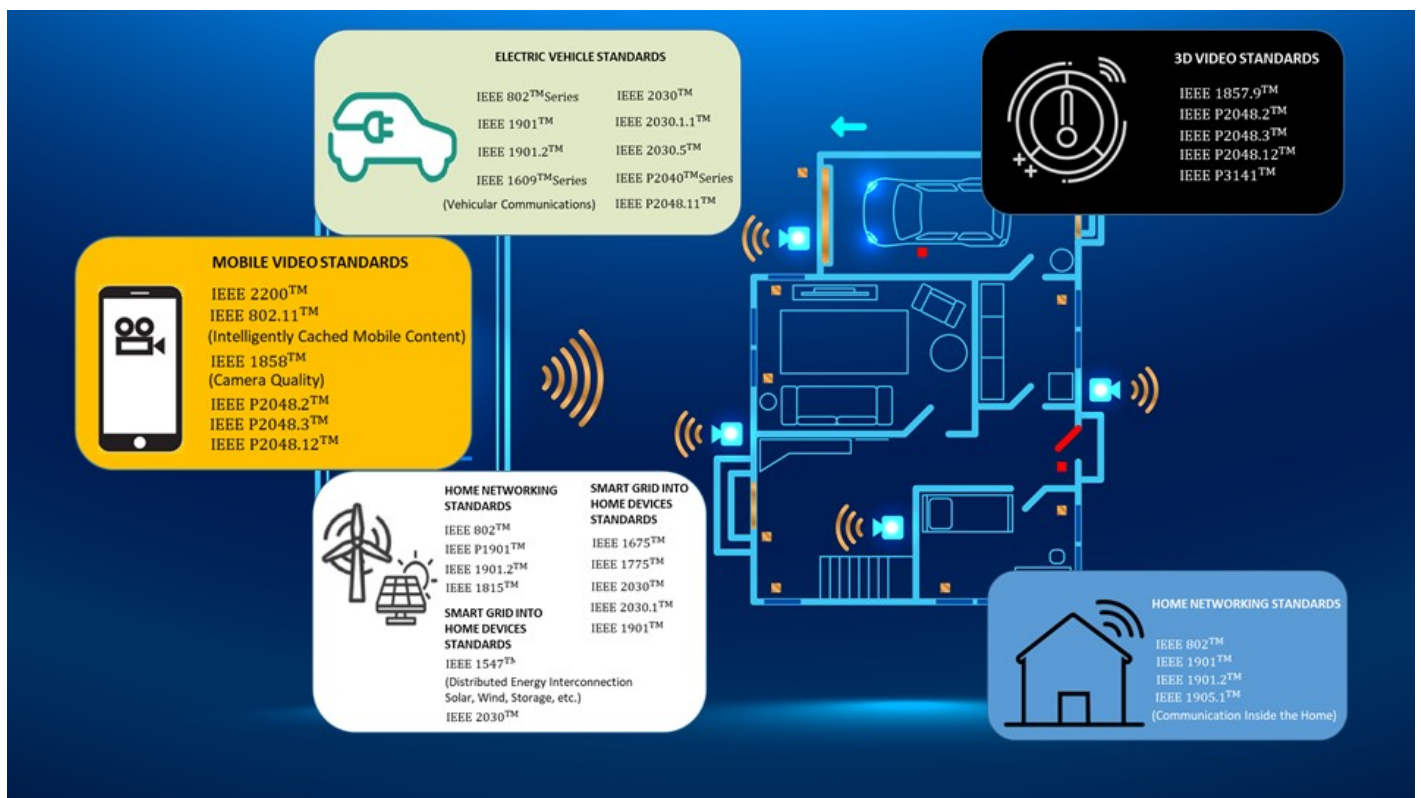 ELECTRIC VEHICLE STANDARDS
IEEE 802™Series
IEEE 1901™
IEEE 1901.2™
IEEE 1609™Series
(Vehicular Communications)
IEEE 2030™
IEEE 2030.1.1™
IEEE 2030.5™
IEEE P2040™Series
IEEE P2048.11™
3D VIDEO STANDARDS
IEEE 1857.9™
IEEE P2048.2™
IEEE P2048.3™
IEEE P2048.12™
IEEE P3141™
MOBILE VIDEO STANDARDS
IEEE 2200™
IEEE 802.11™
(Intelligently Cached Mobile Content)
IEEE 1858™
(Camera Quality)
IEEE P2048.2™
IEEE P2048.3™
IEEE P2048.12™
HOME NETWORKING
STANDARDS
IEEE 802™
IEEE P1901™
IEEE 1901.2™
IEEE 1815™
SMART GRID INTO
HOME DEVICES
STANDARDS
IEEE 1547™
(Distributed Energy Interconnection
Solar, Wind, Storage, etc.)
IEEE 2030™
SMART GRID INTO
HOME DEVICES
STANDARDS
IEEE 1675™
IEEE 1775™
IEEE 2030™
IEEE 2030.1™
IEEE 1901™
HOME NETWORKING STANDARDS
IEEE 802™
IEEE 1901™
IEEE 1901.2™
IEEE 1905.1™
(Communication Inside the Home)